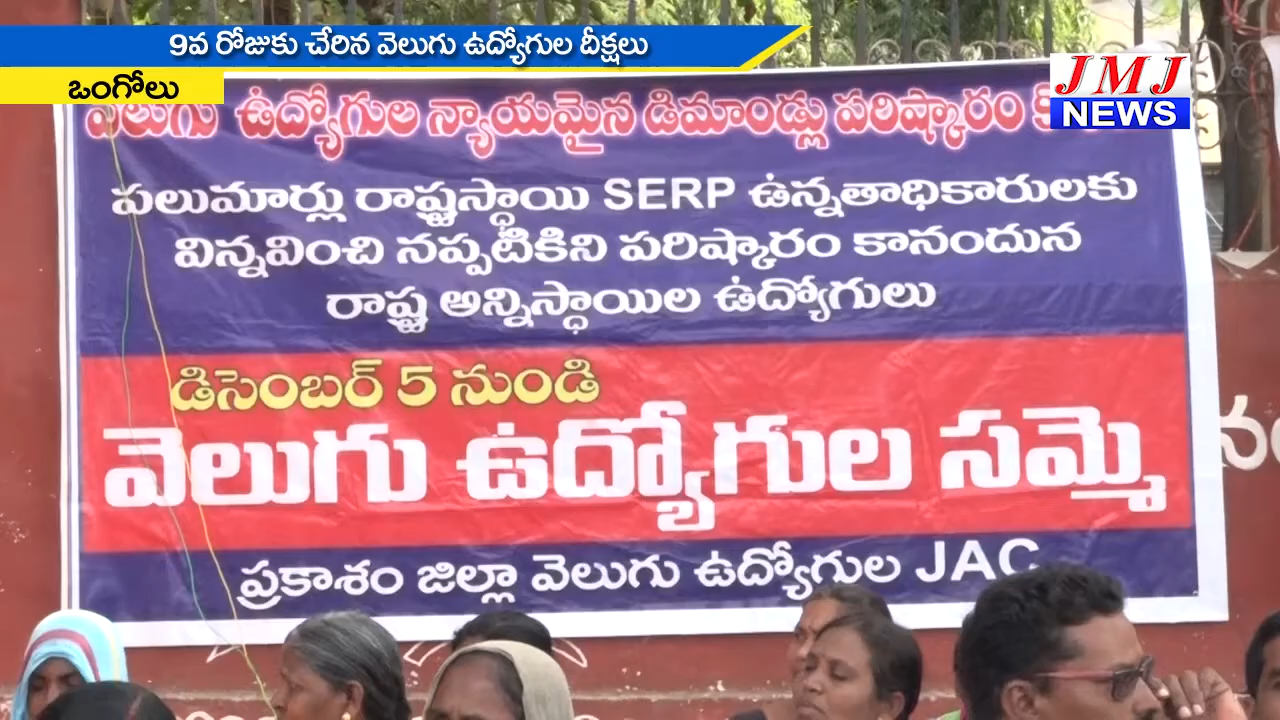 9వ రోజుకు చేరిన వెలుగు ఉద్యోగుల దీక్షలు
ఒంగోలు
JMJ
NEWS
వెలుగు ఉద్యోగుల న్యాయమైన డిమాండ్లు పరిష్కారం
పలుమార్లు రాష్ట్రస్థాయి SERP ఉన్నతాధికారులకు
విన్నవించి నప్పటికిని పరిష్కారం కానందున
రాష్ట్ర అన్నిస్థాయిల ఉద్యోగులు
డిసెంబర్ 5 నుండి
వెలుగు ఉద్యోగుల సమ్మె
ప్రకాశం జిల్లా వెలుగు ఉద్యోగుల JAC